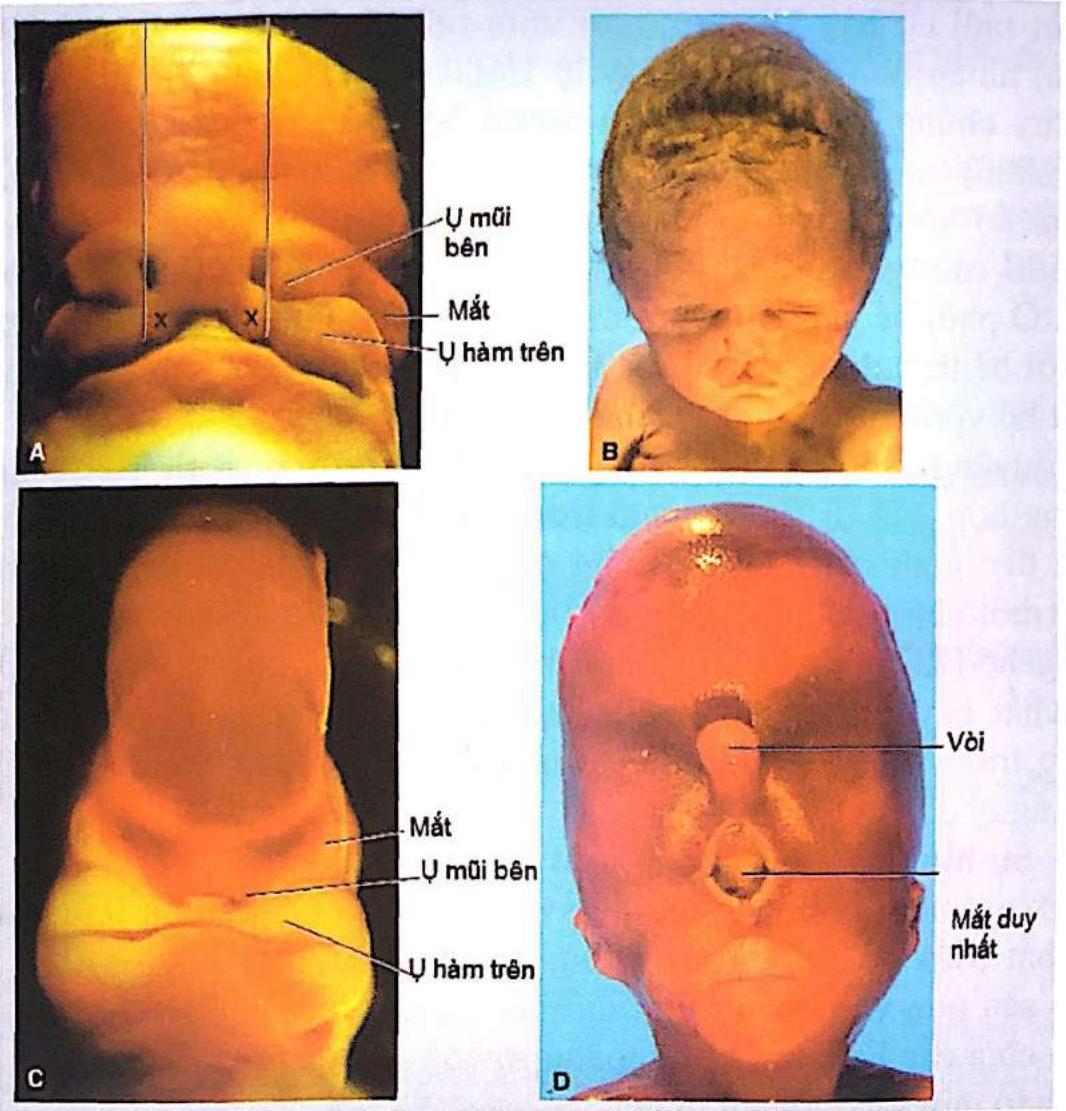 Ụ mũi
bên
Mắt
Ụ hàm trên
x
x
A
B
Vòi
Mắt
Ụ mũi bên
Ụ hàm trên
Mắt duy
nhất
C
D